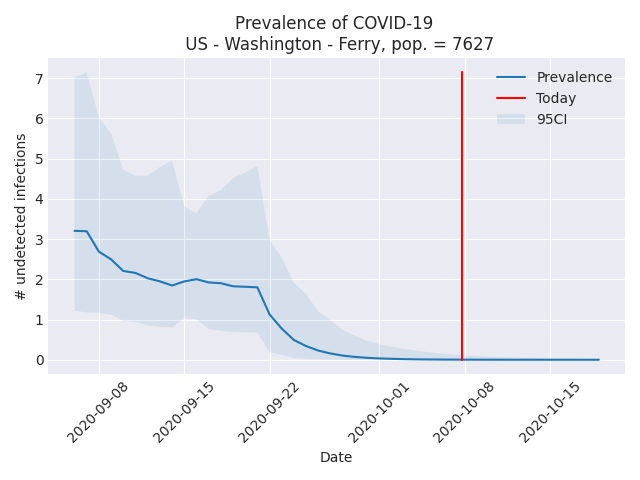 Prevalence of COVID-19
US - Washington - Ferry, pop. = 7627
Prevalence
Today
95CI
# undetected infections
7
6
5
4
3
2
1
0
2020-09-08
2020-09-15
2020-09-22
2020-10-01
2020-10-08
2020-10-15
Date